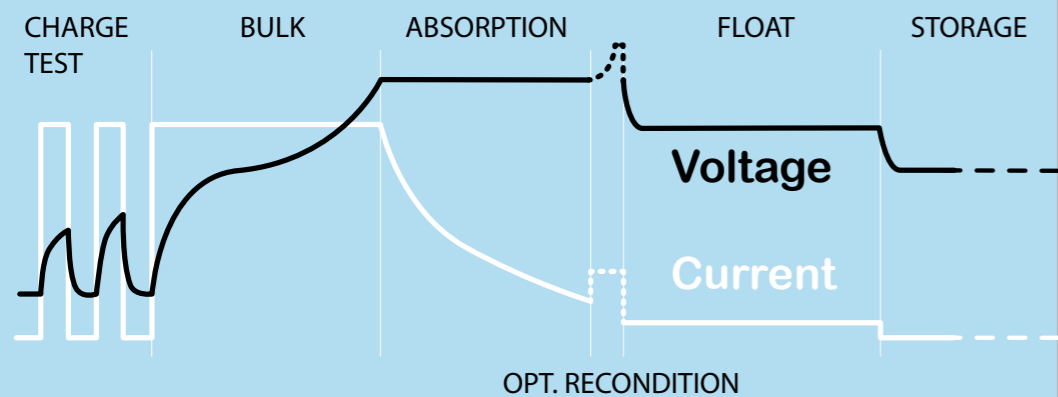 CHARGE
TEST
BULK
ABSORPTION
FLOAT
STORAGE
Voltage
Current
OPT. RECONDITION